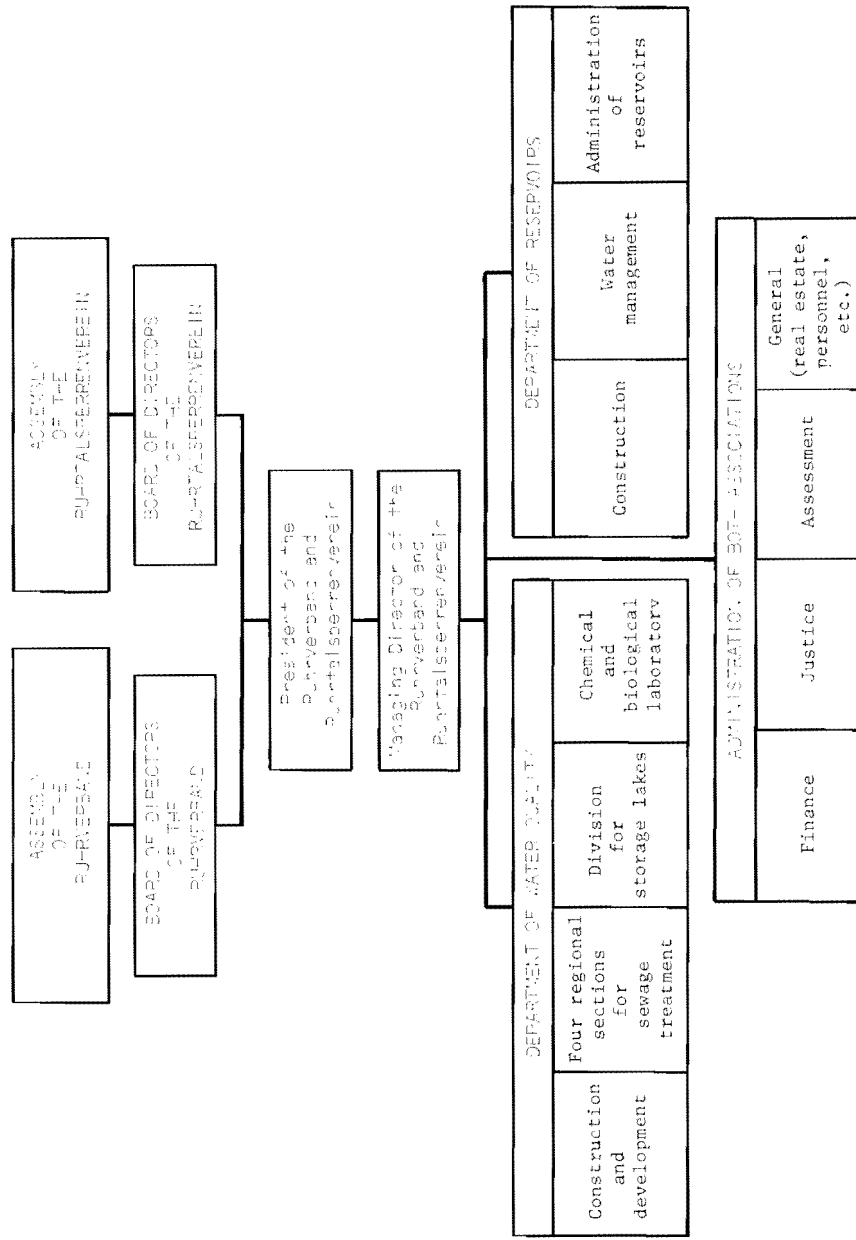 ASSEMBLY
OF THE
RUHRVERBAND
ASSEMBLY
OF THE
RUHRTALSPERRENVEREIN
BOARD OF DIRECTORS
OF THE
RUHRVERBAND
BOARD OF DIRECTORS
OF THE
RUHRTALSPERRENVEREIN
President of the
Ruhrverband and
Ruhrtalsperrenverein
Managing Director of the
Ruhrverband and
Ruhrtalsperrenverein
DEPARTMENT OF WATER QUALITY
Construction
and
development
Four regional
sections
for
sewage
treatment
Division
for
storage lakes
Chemical
and
biological
laboratory
DEPARTMENT OF RESERVOIRS
Construction
Water
management
Administration
of
reservoirs
ADMINISTRATION OF BOTH ASSOCIATIONS
Finance
Justice
Assessment
General
(real estate,
personnel,
etc.)